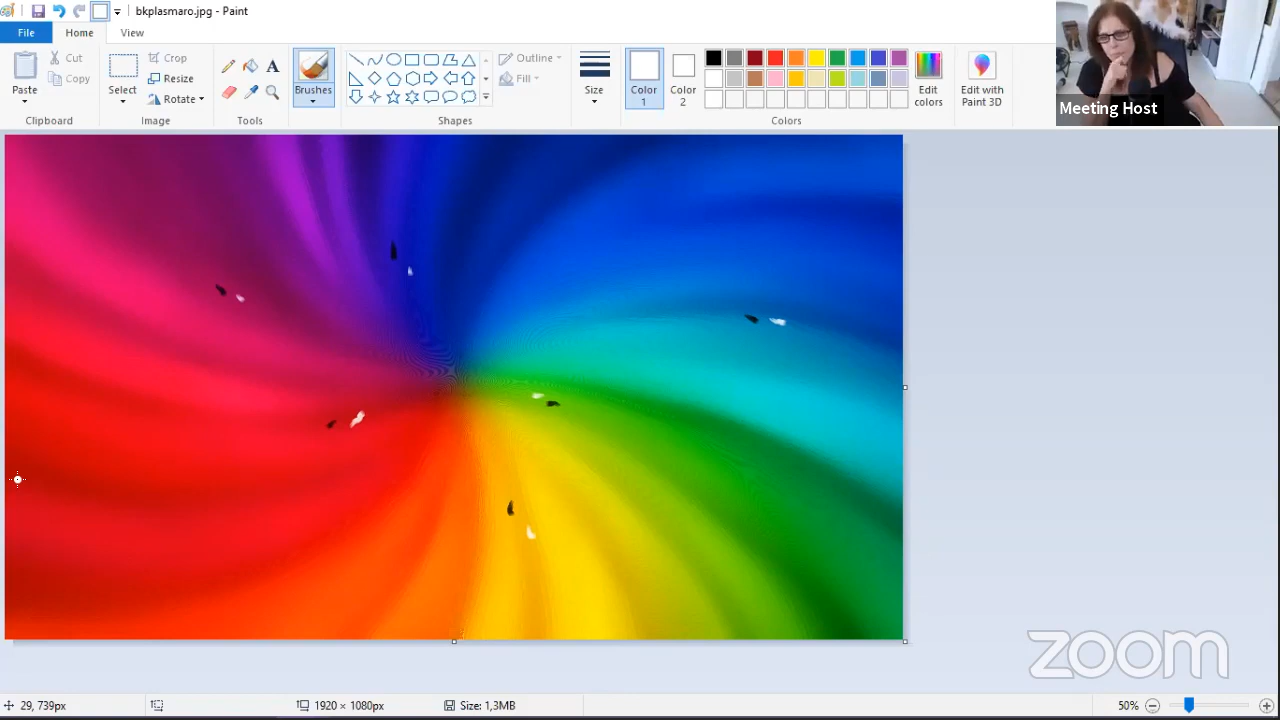 bkplasmaro.jpg - Paint
File Home View
Paste
Cut
Copy
Clipboard
Select
Crop
Resize
Rotate
Image
A
Tools
Brushes
Outline
Fill
Shapes
Size
Color
1
Color
2
Edit
colors
Colors
Edit with
Paint 3D
Meeting Host
zoom
29, 739px
1920 × 1080px
Size: 1,3MB
50%